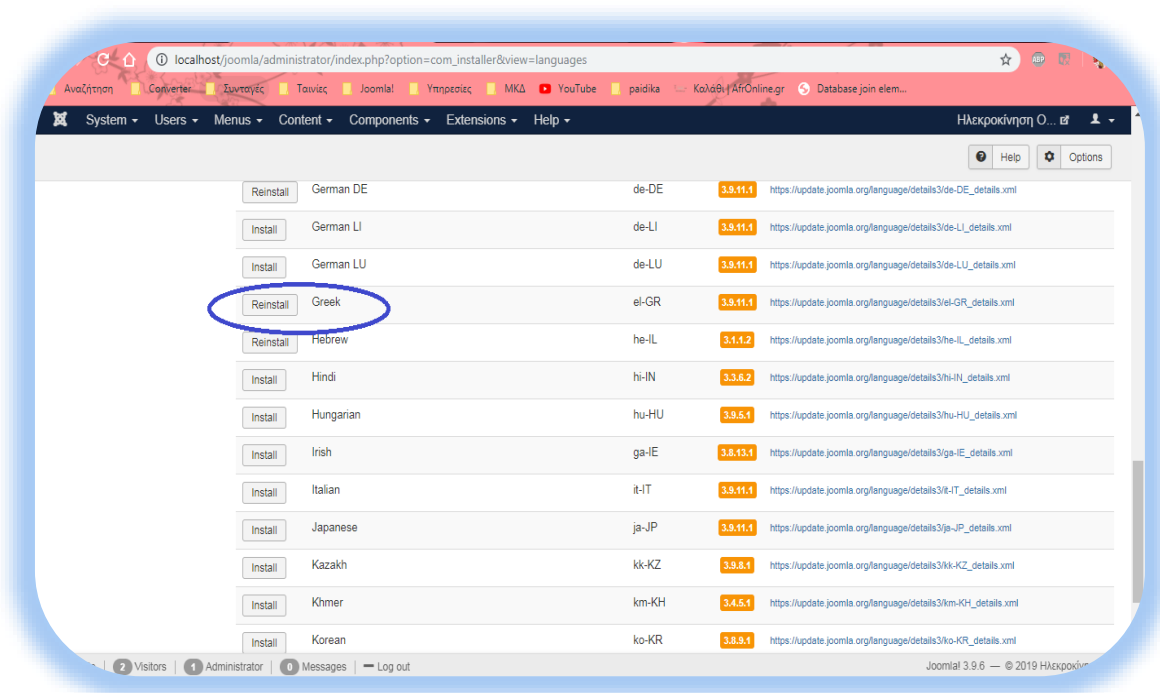 localhost/joomla/administrator/index.php?option=com_installer&view=languages
ABP
Αναζήτηση Converter Συνταγές Ταινίες Joomla! Υπηρεσίες ΜΚΔ YouTube paidika Καλάθι | AfrOnline.gr Database join elem...
System Users Menus Content Components Extensions Help Ηλεκροκίνηση Ο...
Help Options
Reinstall German DE de-DE 3.9.11.1 https://update.joomla.org/language/details3/de-DE_details.xml
Install German LI de-LI 3.9.11.1 https://update.joomla.org/language/details3/de-LI_details.xml
Install German LU de-LU 3.9.11.1 https://update.joomla.org/language/details3/de-LU_details.xml
Reinstall Greek el-GR 3.9.11.1 https://update.joomla.org/language/details3/el-GR_details.xml
Reinstall Hebrew he-IL 3.1.1.2 https://update.joomla.org/language/details3/he-IL_details.xml
Install Hindi hi-IN 3.3.6.2 https://update.joomla.org/language/details3/hi-IN_details.xml
Install Hungarian hu-HU 3.9.5.1 https://update.joomla.org/language/details3/hu-HU_details.xml
Install Irish ga-IE 3.8.13.1 https://update.joomla.org/language/details3/ga-IE_details.xml
Install Italian it-IT 3.9.11.1 https://update.joomla.org/language/details3/it-IT_details.xml
Install Japanese ja-JP 3.9.11.1 https://update.joomla.org/language/details3/ja-JP_details.xml
Install Kazakh kk-KZ 3.9.8.1 https://update.joomla.org/language/details3/kk-KZ_details.xml
Install Khmer km-KH 3.4.5.1 https://update.joomla.org/language/details3/km-KH_details.xml
Install Korean ko-KR 3.8.9.1 https://update.joomla.org/language/details3/ko-KR_details.xml
2 Visitors 1 Administrator 0 Messages Log out Joomla! 3.9.6 — © 2019